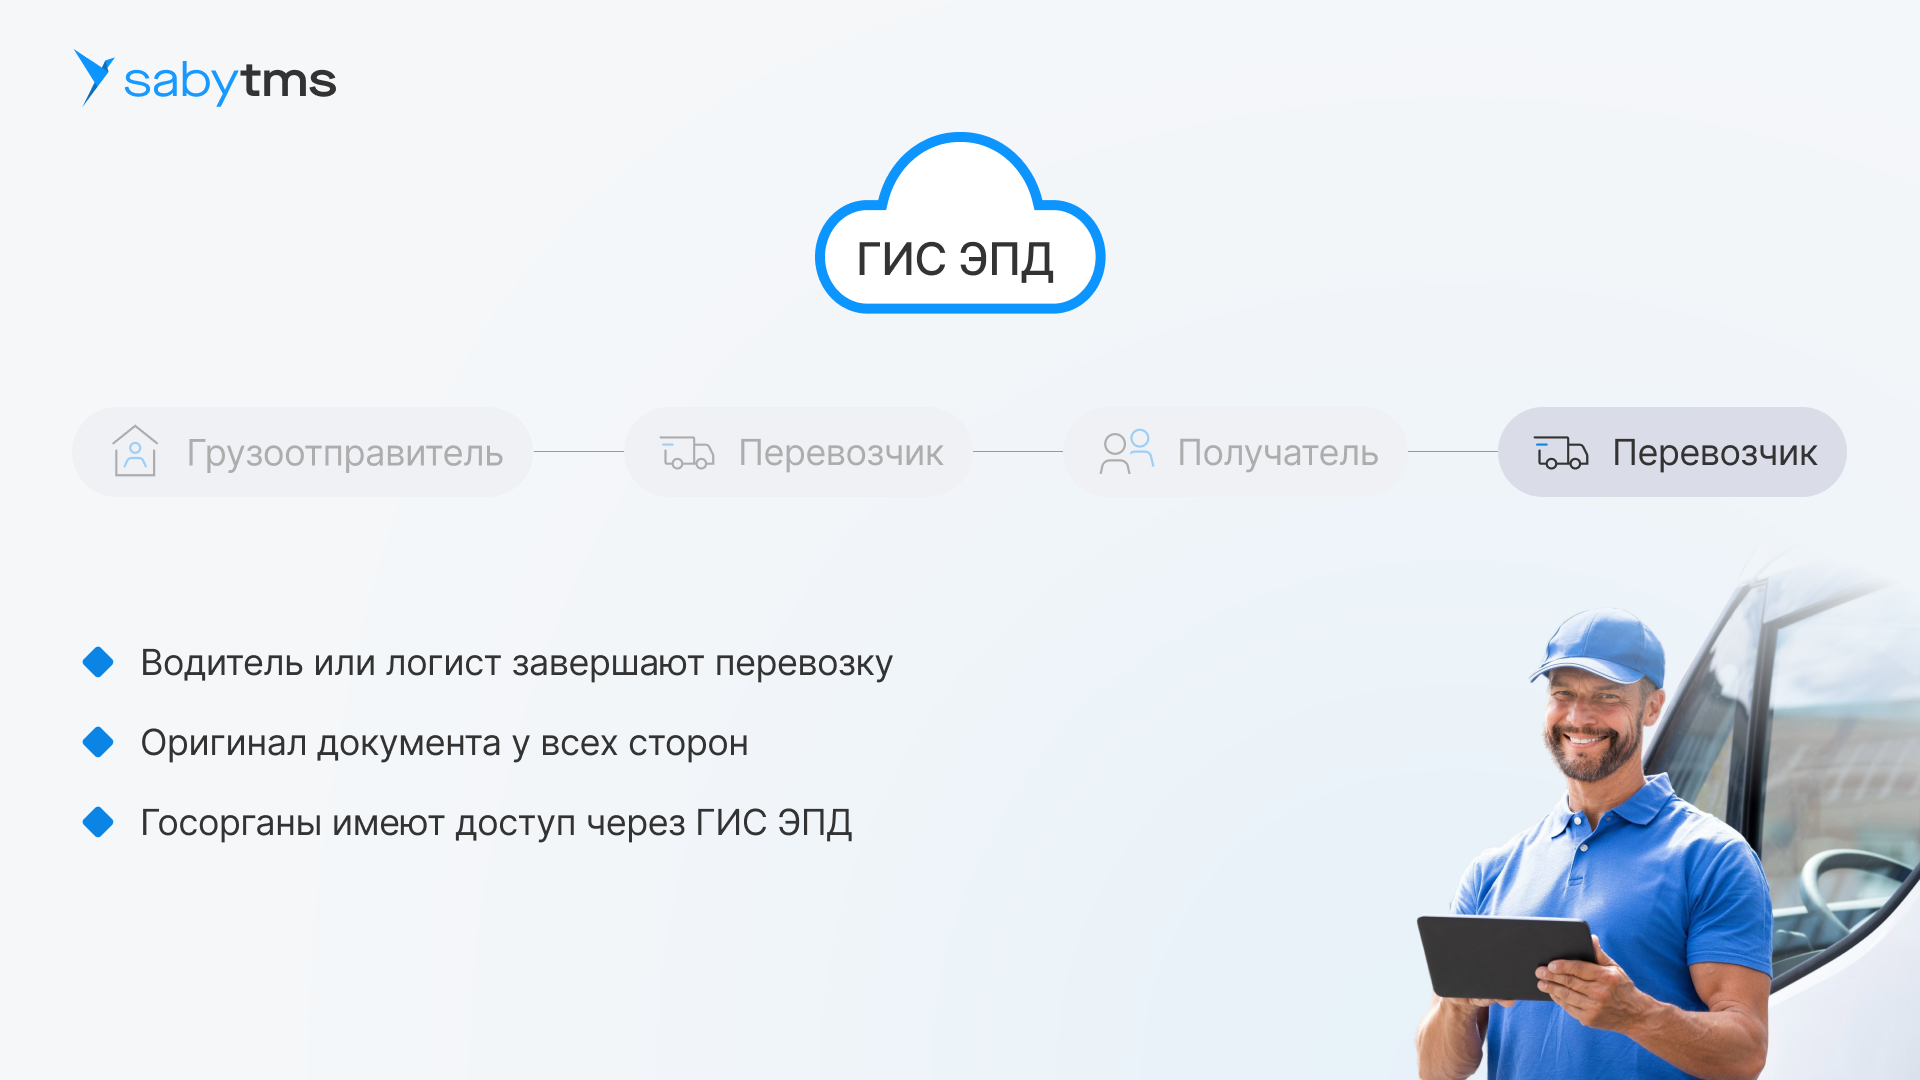 sabytms
ГИС ЭПД
Грузоотправитель
Перевозчик
Получатель
Перевозчик
Водитель или логист завершают перевозку
Оригинал документа у всех сторон
Госорганы имеют доступ через ГИС ЭПД